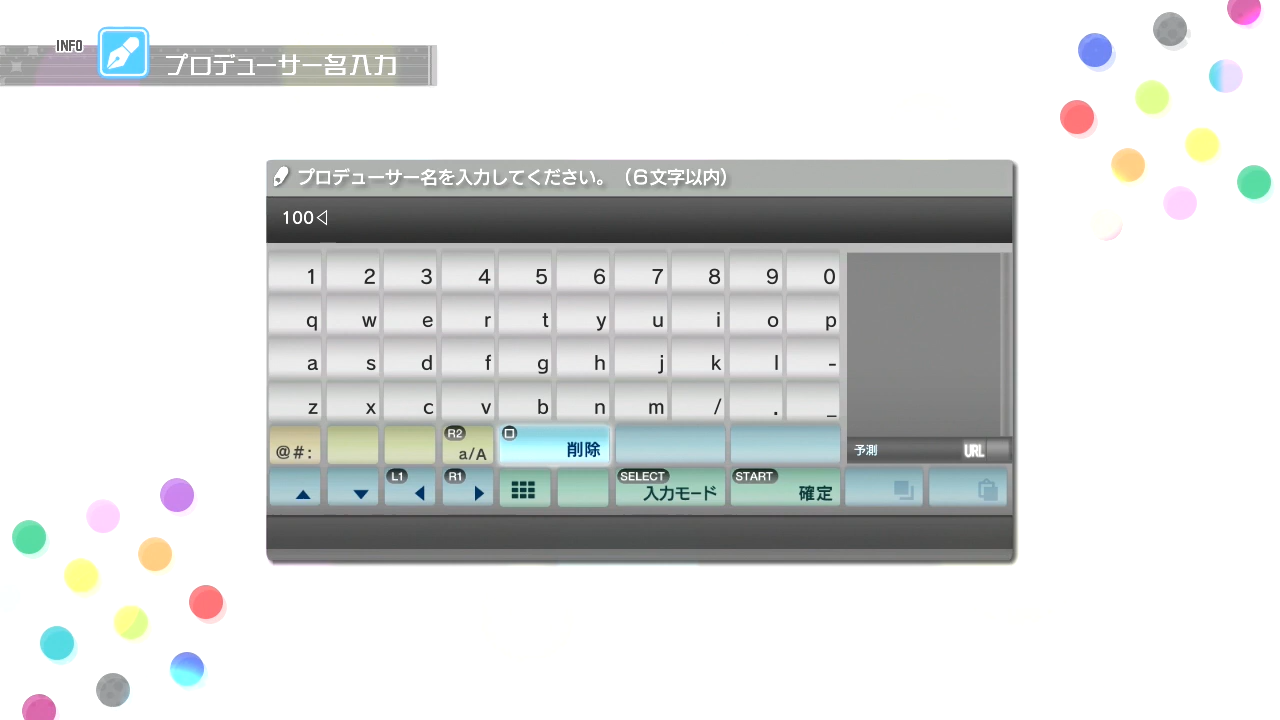 INFO
プロデューサー名入力
プロデューサー名を入力してください。（6文字以内）
100
1 2 3 4 5 6 7 8 9 0
q w e r t y u i o p
a s d f g h j k l -
z x c v b n m / . _
@#: R2 a/A 削除 予測 URL
L1 R1 SELECT 入力モード START 確定